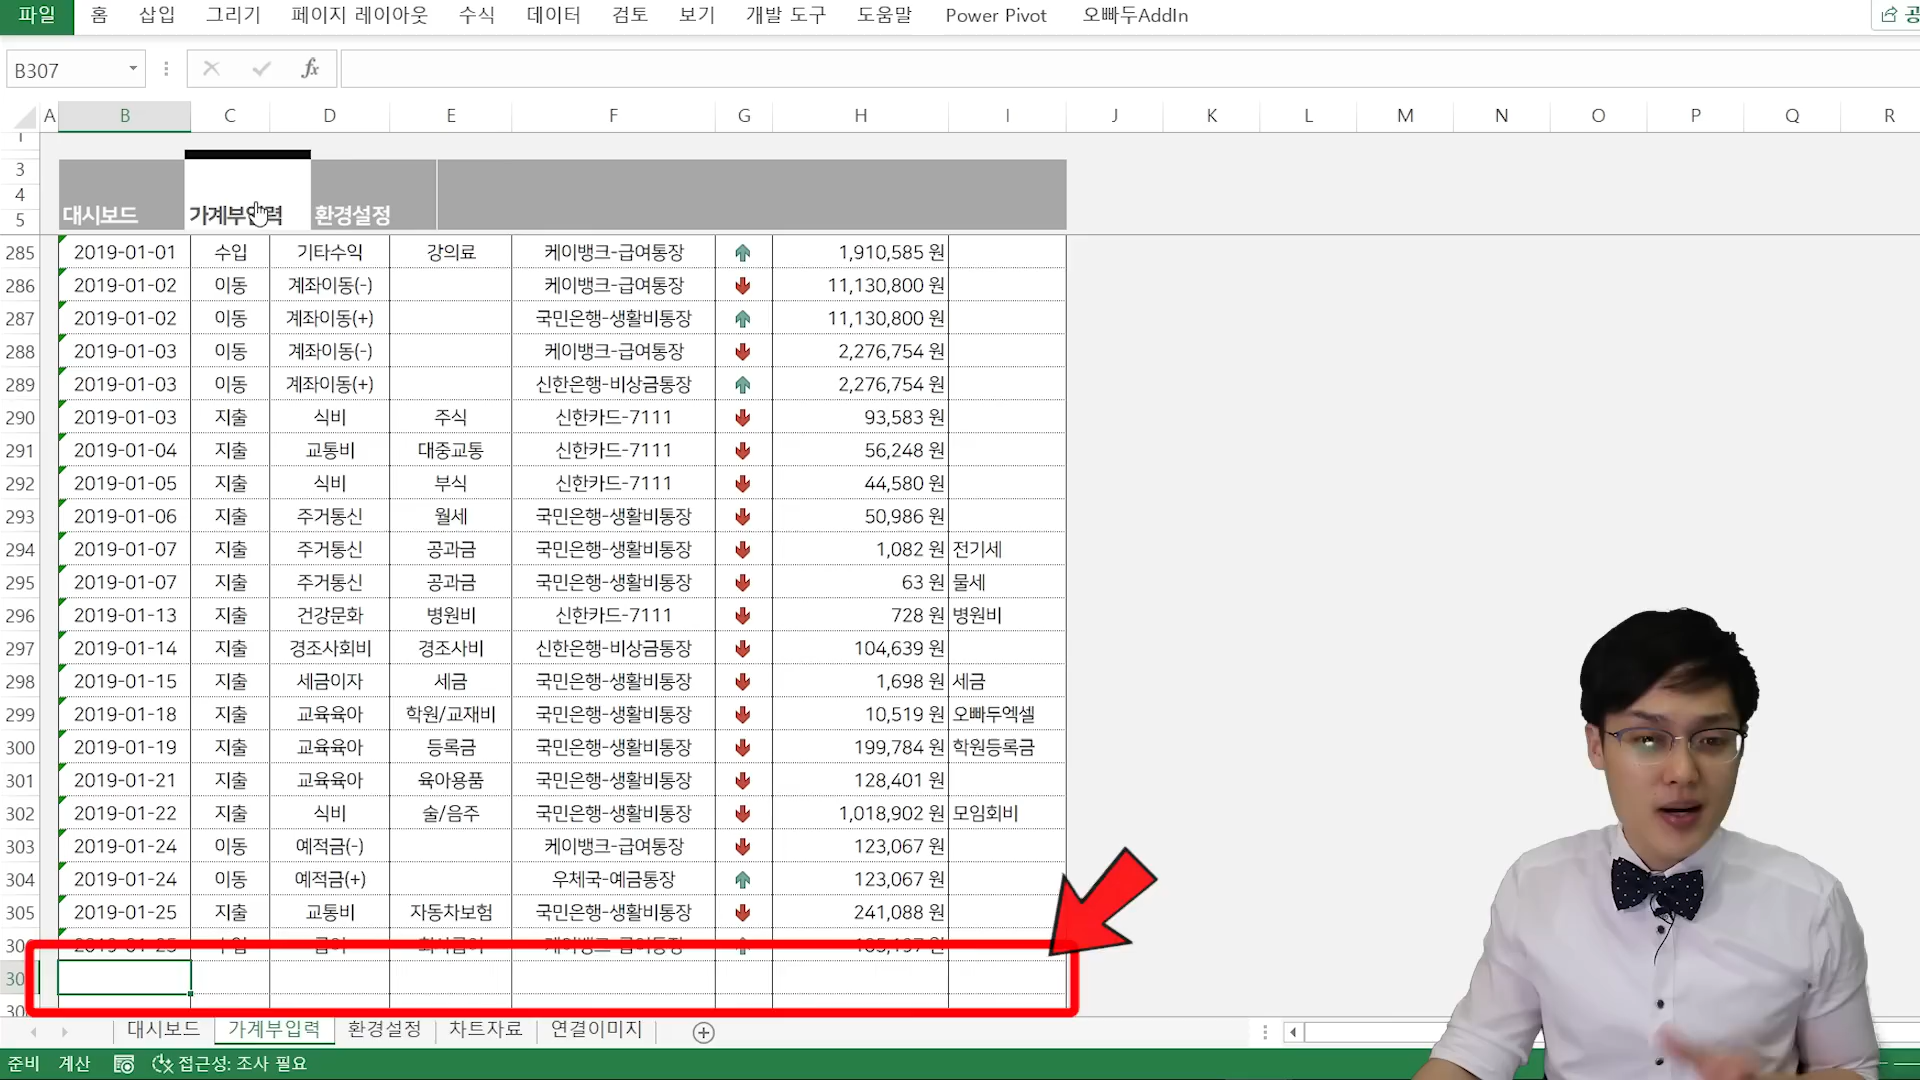 파일 홈 삽입 그리기 페이지 레이아웃 수식 데이터 검토 보기 개발 도구 도움말 Power Pivot 오빠두AddIn 공
B307 fx
A B C D E F G H I J K L M N O P Q R
1
3
4
5
대시보드 가계부입력 환경설정
285 2019-01-01 수입 기타수익 강의료 케이뱅크-급여통장 1,910,585 원
286 2019-01-02 이동 계좌이동(-) 케이뱅크-급여통장 11,130,800 원
287 2019-01-02 이동 계좌이동(+) 국민은행-생활비통장 11,130,800 원
288 2019-01-03 이동 계좌이동(-) 케이뱅크-급여통장 2,276,754 원
289 2019-01-03 이동 계좌이동(+) 신한은행-비상금통장 2,276,754 원
290 2019-01-03 지출 식비 주식 신한카드-7111 93,583 원
291 2019-01-04 지출 교통비 대중교통 신한카드-7111 56,248 원
292 2019-01-05 지출 식비 부식 신한카드-7111 44,580 원
293 2019-01-06 지출 주거통신 월세 국민은행-생활비통장 50,986 원
294 2019-01-07 지출 주거통신 공과금 국민은행-생활비통장 1,082 원 전기세
295 2019-01-07 지출 주거통신 공과금 국민은행-생활비통장 63 원 물세
296 2019-01-13 지출 건강문화 병원비 신한카드-7111 728 원 병원비
297 2019-01-14 지출 경조사회비 경조사비 신한은행-비상금통장 104,639 원
298 2019-01-15 지출 세금이자 세금 국민은행-생활비통장 1,698 원 세금
299 2019-01-18 지출 교육육아 학원/교재비 국민은행-생활비통장 10,519 원 오빠두엑셀
300 2019-01-19 지출 교육육아 등록금 국민은행-생활비통장 199,784 원 학원등록금
301 2019-01-21 지출 교육육아 육아용품 국민은행-생활비통장 128,401 원
302 2019-01-22 지출 식비 술/음주 국민은행-생활비통장 1,018,902 원 모임회비
303 2019-01-24 이동 예적금(-) 케이뱅크-급여통장 123,067 원
304 2019-01-24 이동 예적금(+) 우체국-예금통장 123,067 원
305 2019-01-25 지출 교통비 자동차보험 국민은행-생활비통장 241,088 원
대시보드 가계부입력 환경설정 차트자료 연결이미지
준비 계산 접근성: 조사 필요